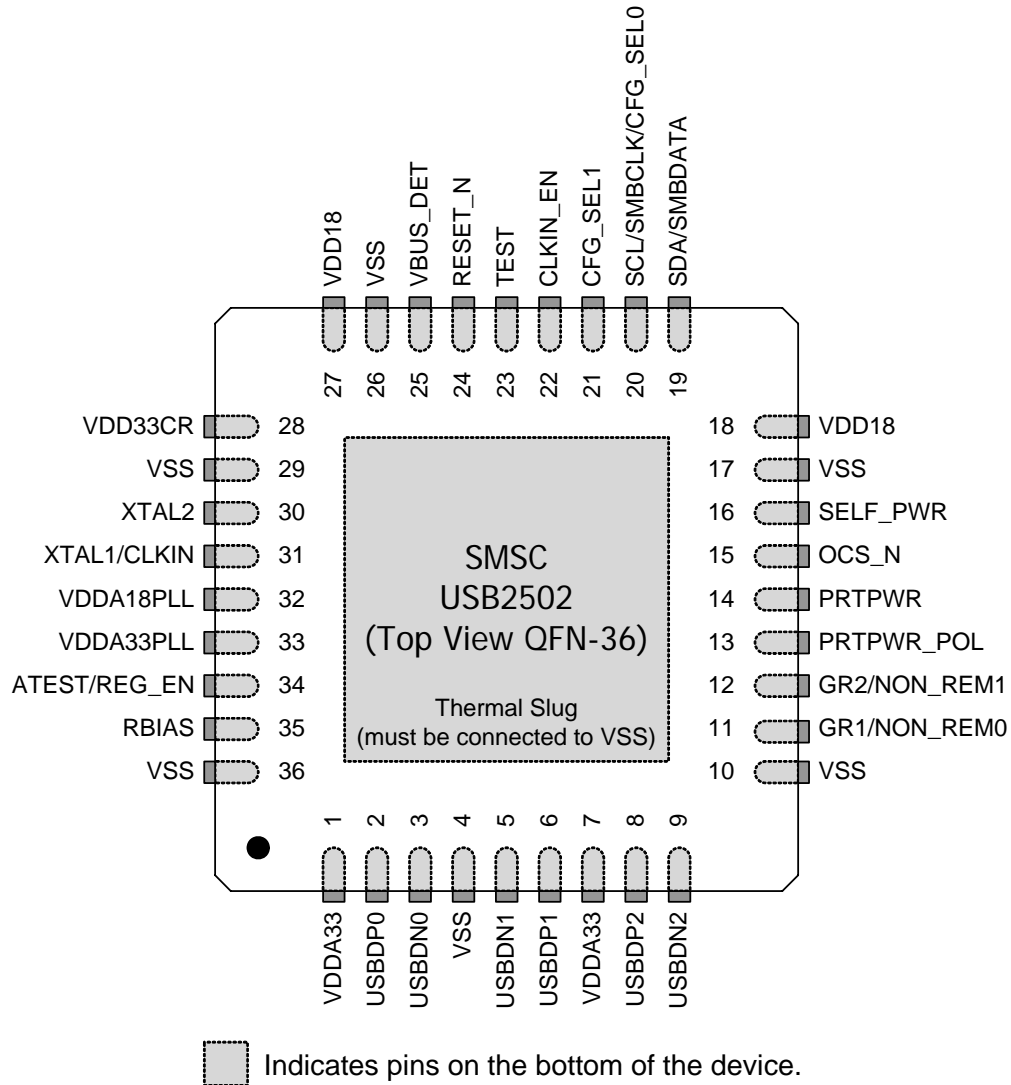 VDD18
VSS
VBUS_DET
RESET_N
TEST
CLKIN_EN
CFG_SEL1
SCL/SMBCLK/CFG_SEL0
SDA/SMBDATA
27
26
25
24
23
22
21
20
19
VDD33CR 28
VSS 29
XTAL2 30
XTAL1/CLKIN 31
VDDA18PLL 32
VDDA33PLL 33
ATEST/REG_EN 34
RBIAS 35
VSS 36
SMSC
USB2502
(Top View QFN-36)
Thermal Slug
(must be connected to VSS)
18 VDD18
17 VSS
16 SELF_PWR
15 OCS_N
14 PRTPWR
13 PRTPWR_POL
12 GR2/NON_REM1
11 GR1/NON_REM0
10 VSS
1
2
3
4
5
6
7
8
9
VDDA33
USBDP0
USBDN0
VSS
USBDN1
USBDP1
VDDA33
USBDP2
USBDN2
Indicates pins on the bottom of the device.